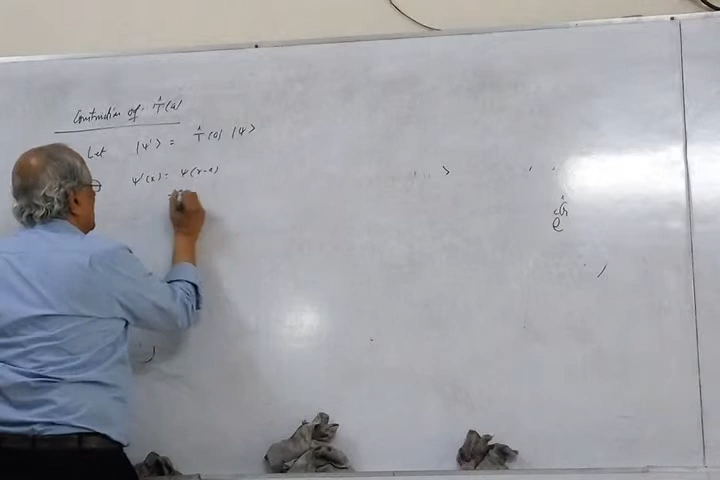 Construction of T̂(a)
Let |ψ'> = T̂(a) |ψ>
ψ'(x) = ψ(x-a)
=
>
e